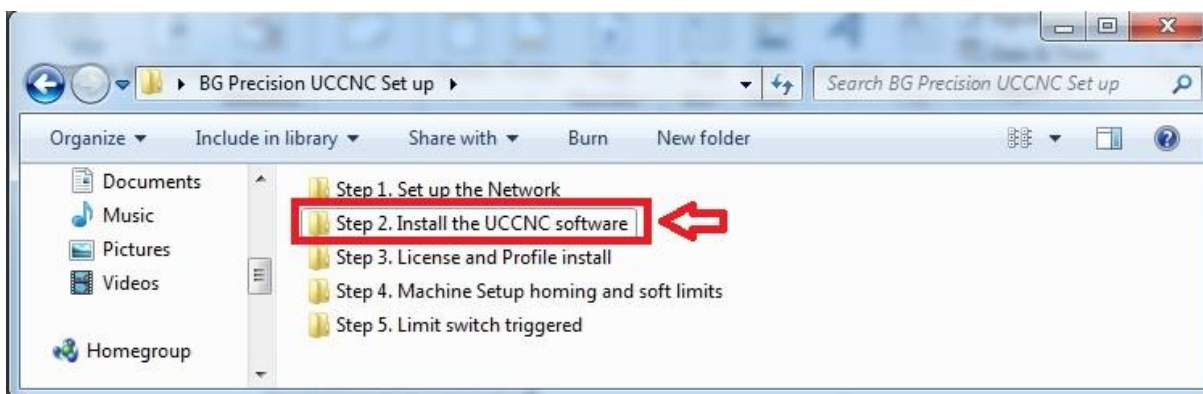 BG Precision UCCNC Set up
Search BG Precision UCCNC Set up
Organize Include in library Share with Burn New folder
Documents
Music
Pictures
Videos
Homegroup
Step 1. Set up the Network
Step 2. Install the UCCNC software
Step 3. License and Profile install
Step 4. Machine Setup homing and soft limits
Step 5. Limit switch triggered